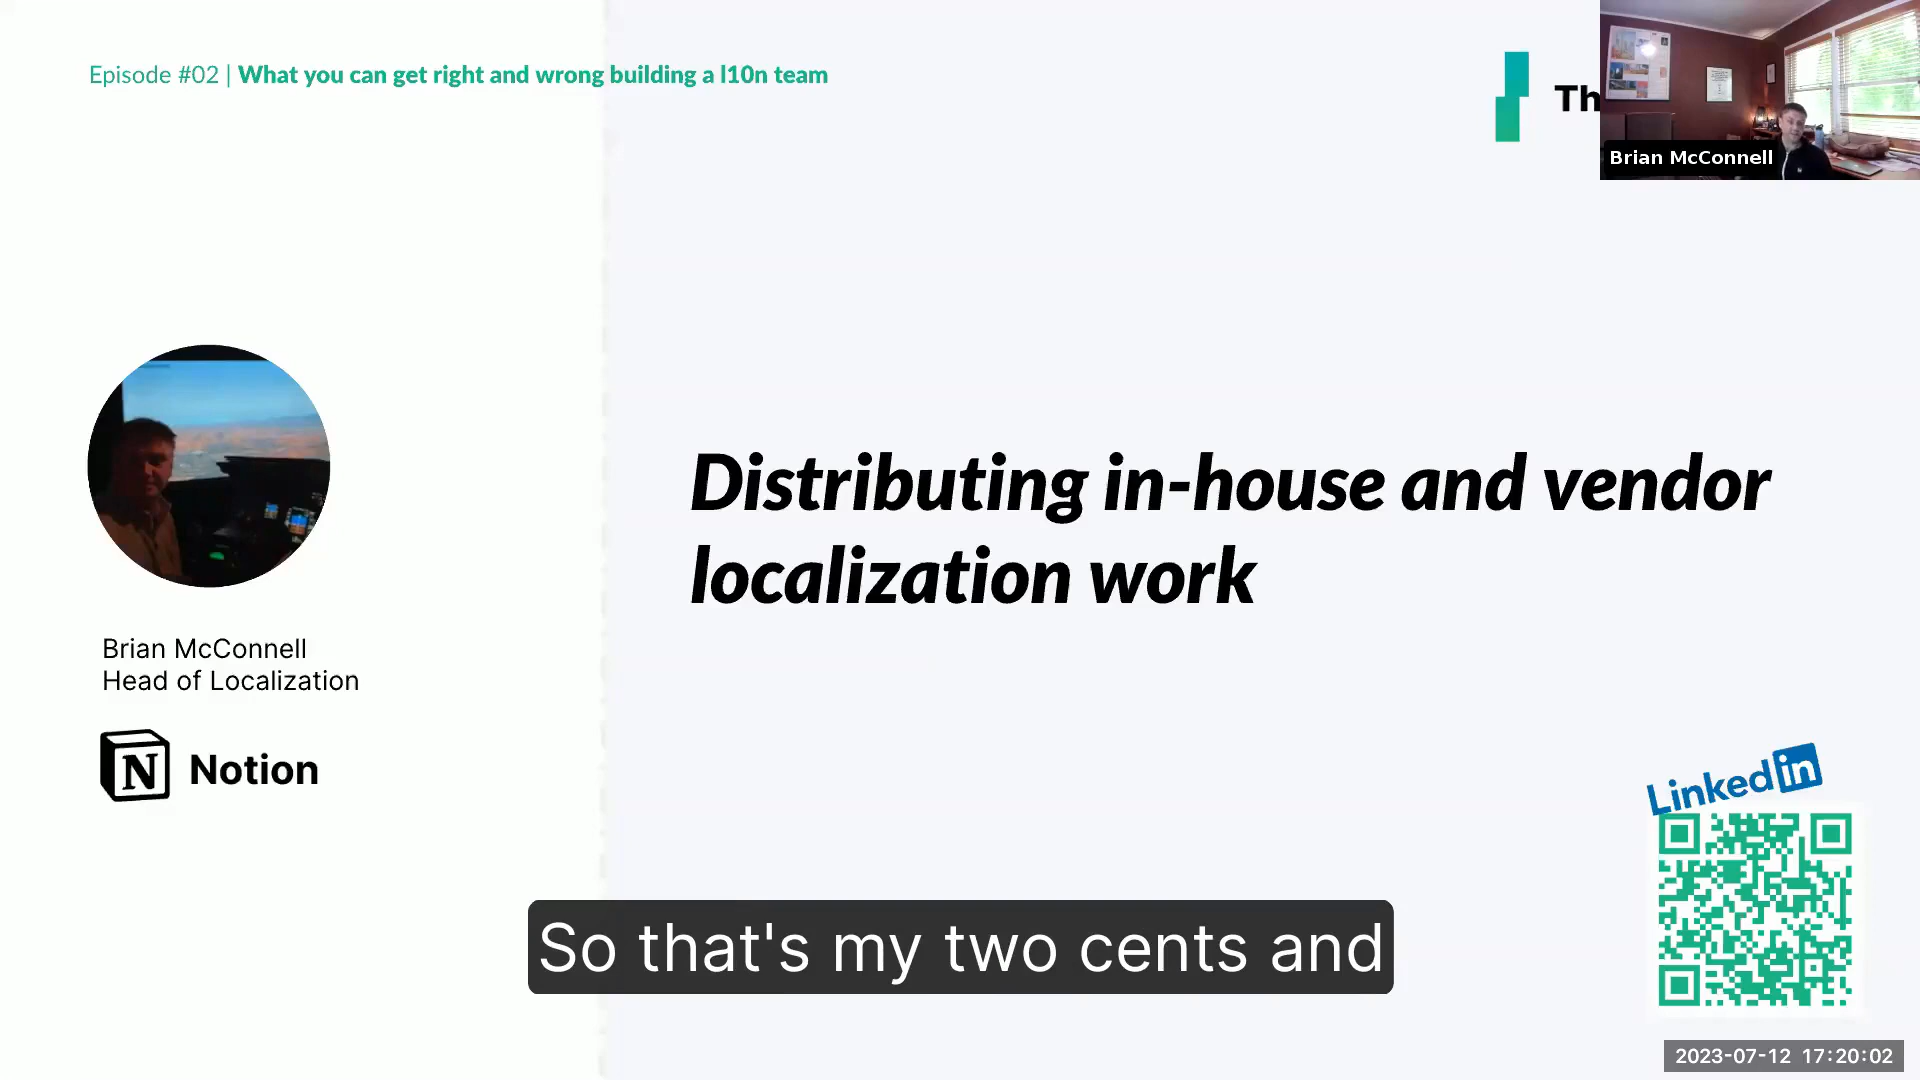 Episode #02 | What you can get right and wrong building a l10n team
Th
Brian McConnell
Distributing in-house and vendor
localization work
Brian McConnell
Head of Localization
N Notion
Linked in
So that's my two cents and
2023-07-12 17:20:02